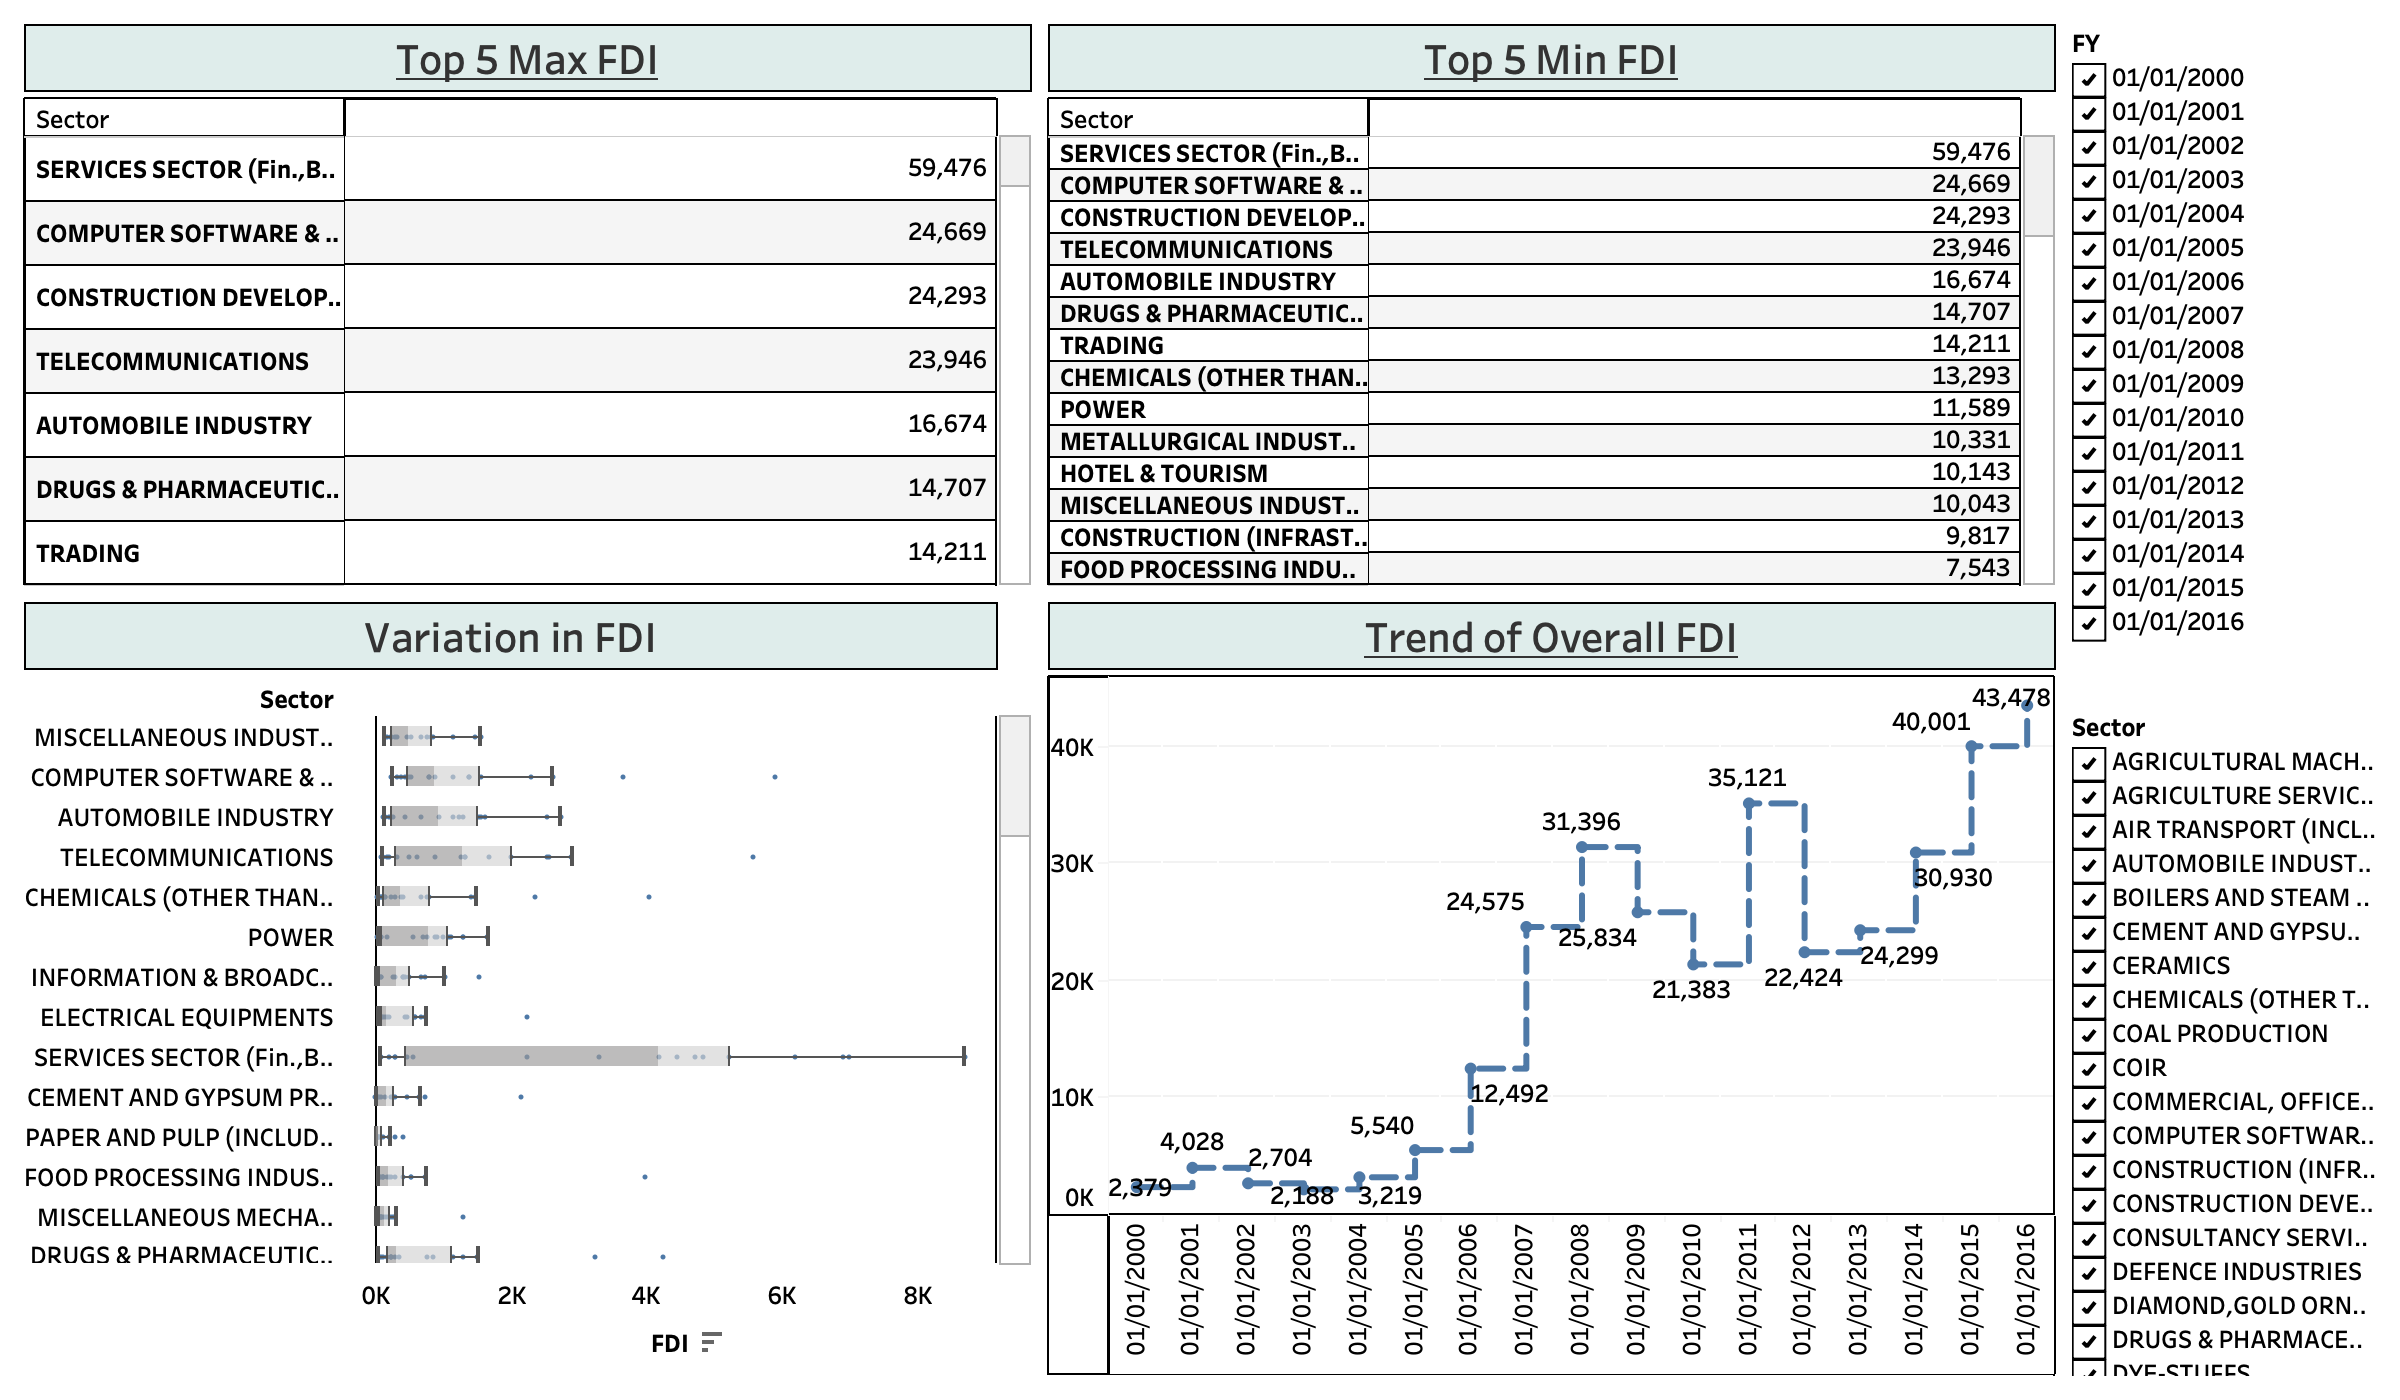 Top 5 Max FDI
Sector
SERVICES SECTOR (Fin.,B.. 59,476
COMPUTER SOFTWARE & .. 24,669
CONSTRUCTION DEVELOP.. 24,293
TELECOMMUNICATIONS 23,946
AUTOMOBILE INDUSTRY 16,674
DRUGS & PHARMACEUTIC.. 14,707
TRADING 14,211
Top 5 Min FDI
Sector
SERVICES SECTOR (Fin.,B.. 59,476
COMPUTER SOFTWARE & .. 24,669
CONSTRUCTION DEVELOP.. 24,293
TELECOMMUNICATIONS 23,946
AUTOMOBILE INDUSTRY 16,674
DRUGS & PHARMACEUTIC.. 14,707
TRADING 14,211
CHEMICALS (OTHER THAN.. 13,293
POWER 11,589
METALLURGICAL INDUST.. 10,331
HOTEL & TOURISM 10,143
MISCELLANEOUS INDUST.. 10,043
CONSTRUCTION (INFRAST.. 9,817
FOOD PROCESSING INDU.. 7,543
FY
01/01/2000
01/01/2001
01/01/2002
01/01/2003
01/01/2004
01/01/2005
01/01/2006
01/01/2007
01/01/2008
01/01/2009
01/01/2010
01/01/2011
01/01/2012
01/01/2013
01/01/2014
01/01/2015
01/01/2016
Variation in FDI
Sector
MISCELLANEOUS INDUST..
COMPUTER SOFTWARE & ..
AUTOMOBILE INDUSTRY
TELECOMMUNICATIONS
CHEMICALS (OTHER THAN..
POWER
INFORMATION & BROADC..
ELECTRICAL EQUIPMENTS
SERVICES SECTOR (Fin.,B..
CEMENT AND GYPSUM PR..
PAPER AND PULP (INCLUD..
FOOD PROCESSING INDUS..
MISCELLANEOUS MECHA..
DRUGS & PHARMACEUTIC..
0K 2K 4K 6K 8K
FDI
Trend of Overall FDI
40K
30K
20K
10K
0K
2,379
4,028
2,704
2,188
3,219
5,540
12,492
24,575
31,396
25,834
21,383
35,121
22,424
24,299
30,930
40,001
43,478
01/01/2000
01/01/2001
01/01/2002
01/01/2003
01/01/2004
01/01/2005
01/01/2006
01/01/2007
01/01/2008
01/01/2009
01/01/2010
01/01/2011
01/01/2012
01/01/2013
01/01/2014
01/01/2015
01/01/2016
Sector
AGRICULTURAL MACH..
AGRICULTURE SERVIC..
AIR TRANSPORT (INCL..
AUTOMOBILE INDUST..
BOILERS AND STEAM ..
CEMENT AND GYPSU..
CERAMICS
CHEMICALS (OTHER T..
COAL PRODUCTION
COIR
COMMERCIAL, OFFICE..
COMPUTER SOFTWAR..
CONSTRUCTION (INFR..
CONSTRUCTION DEVE..
CONSULTANCY SERVI..
DEFENCE INDUSTRIES
DIAMOND,GOLD ORN..
DRUGS & PHARMACE..
DYE-STUFFS